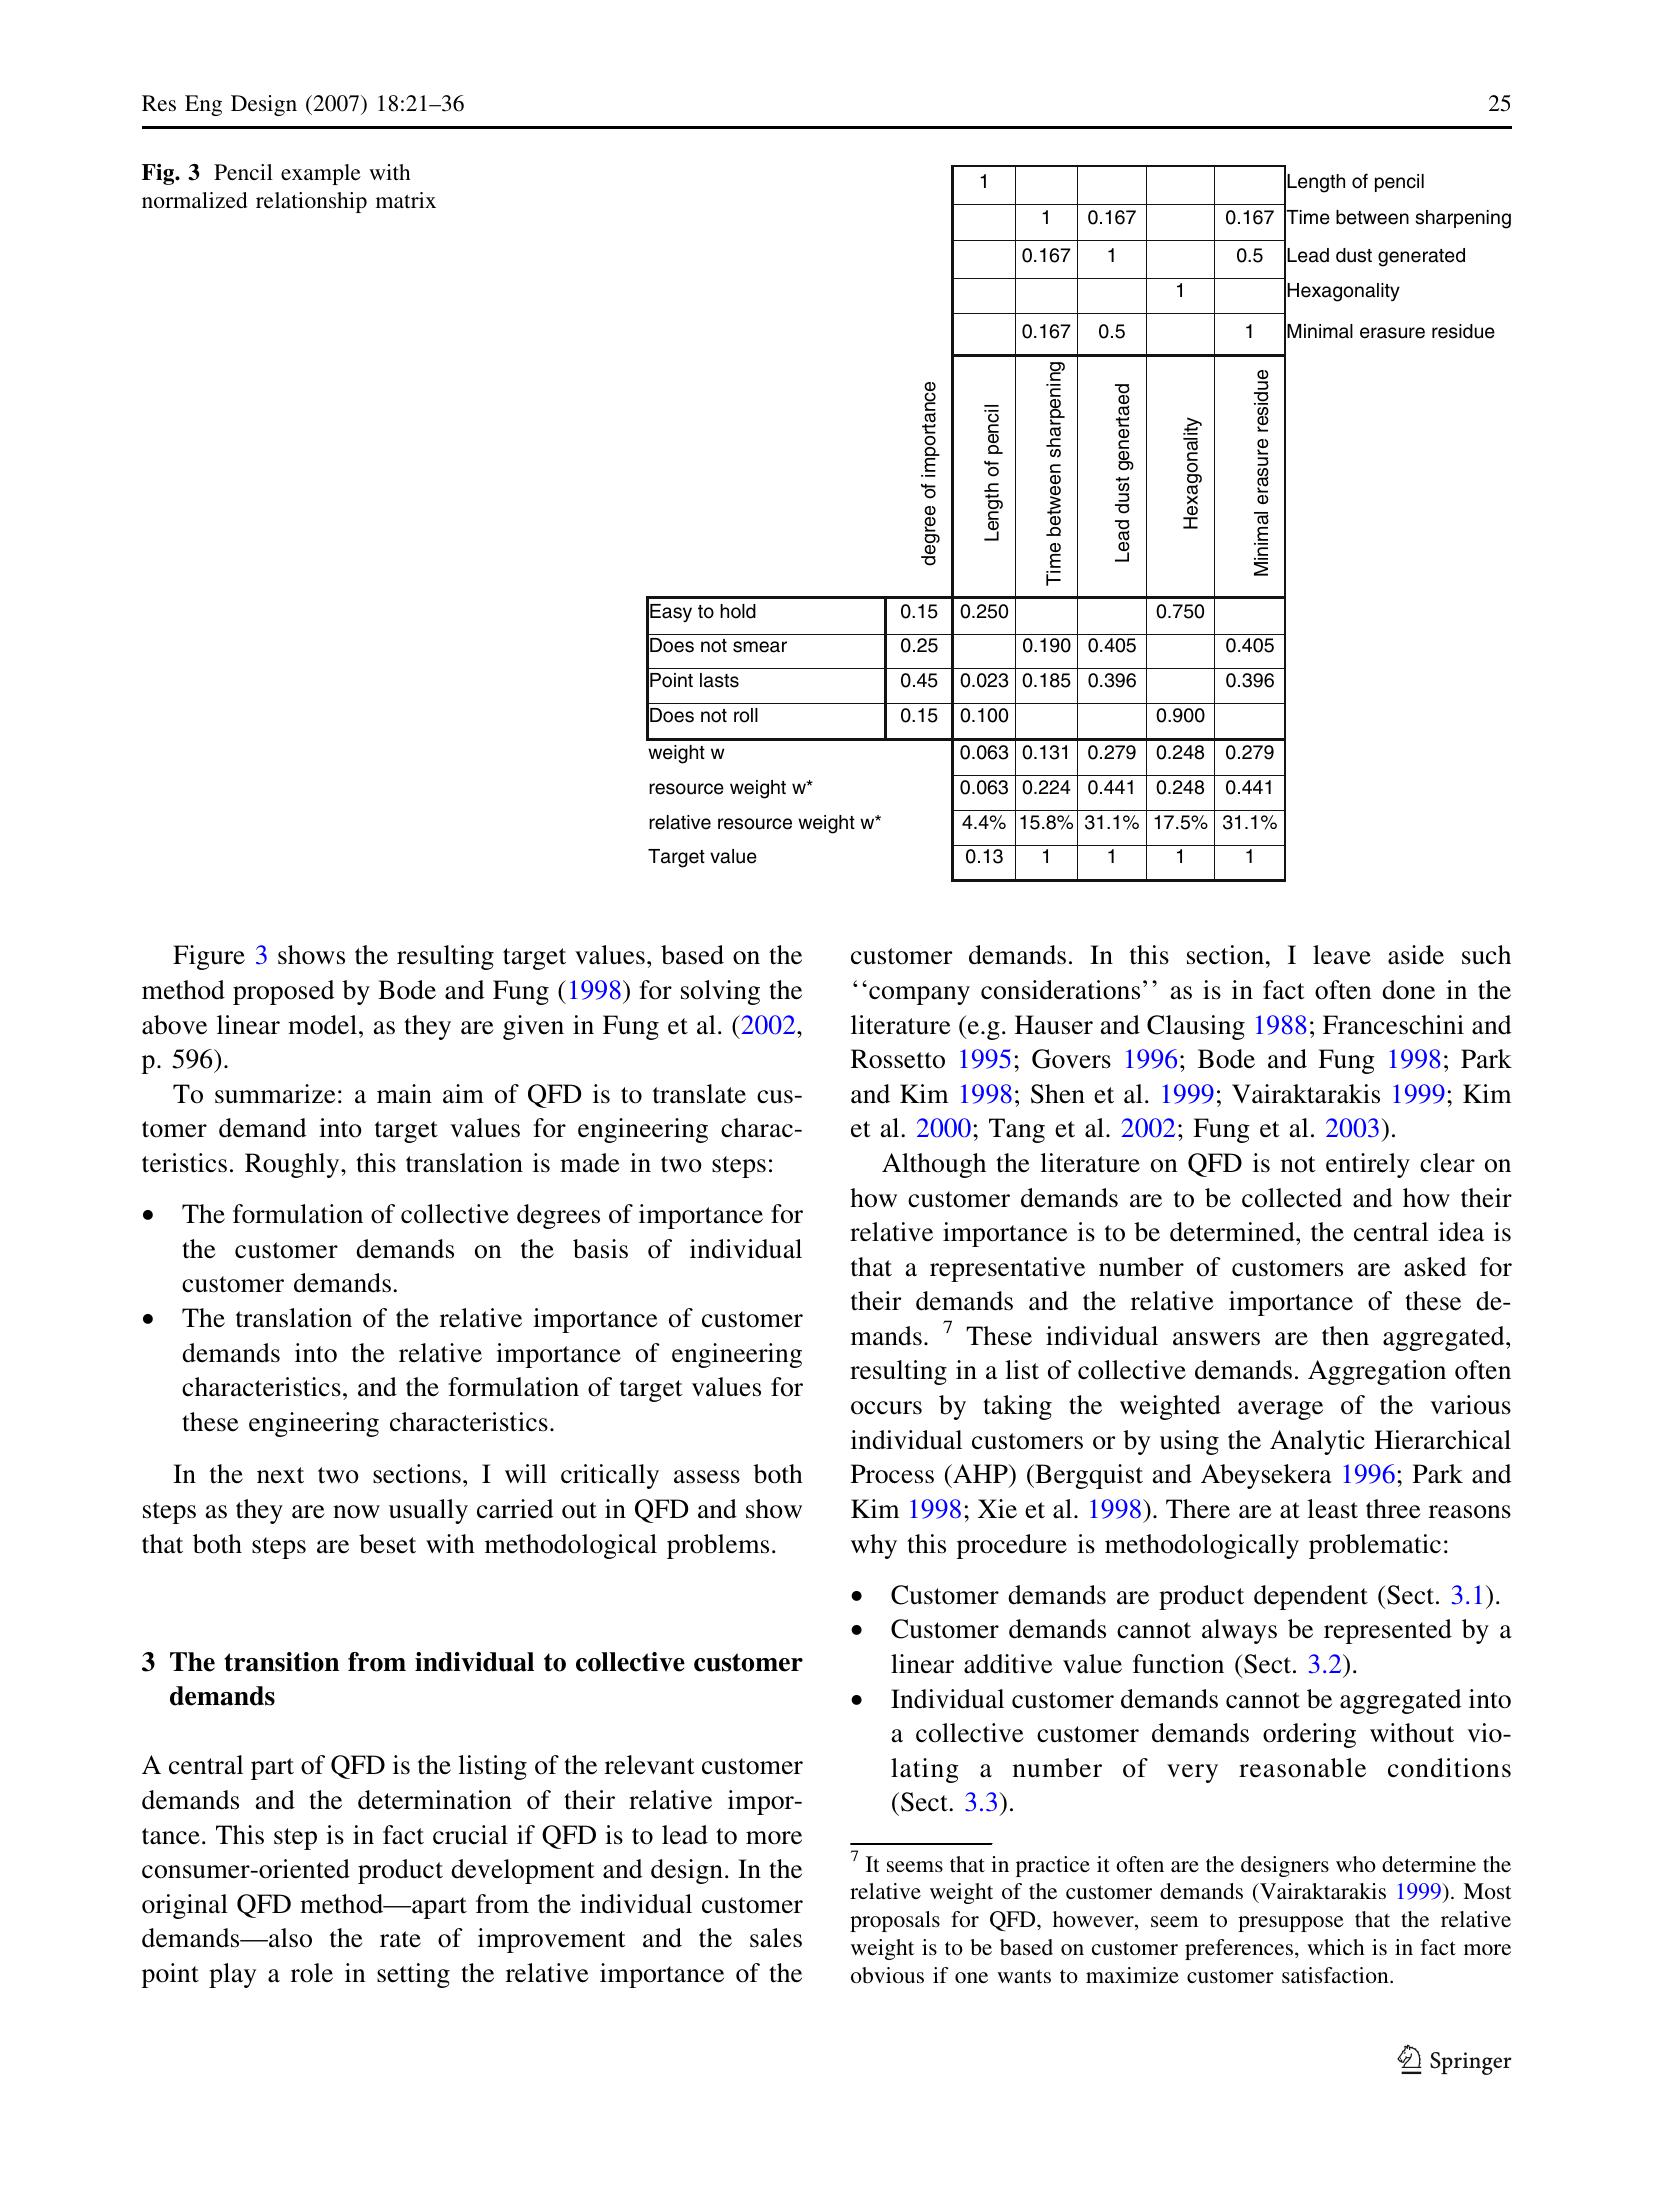 Res Eng Design (2007) 18:21–36 25
Fig. 3 Pencil example with
normalized relationship matrix
1 Length of pencil
1 0.167 0.167 Time between sharpening
0.167 1 0.5 Lead dust generated
1 Hexagonality
0.167 0.5 1 Minimal erasure residue
degree of importance
Length of pencil
Time between sharpening
Lead dust genertaed
Hexagonality
Minimal erasure residue
Easy to hold 0.15 0.250 0.750
Does not smear 0.25 0.190 0.405 0.405
Point lasts 0.45 0.023 0.185 0.396 0.396
Does not roll 0.15 0.100 0.900
weight w 0.063 0.131 0.279 0.248 0.279
resource weight w* 0.063 0.224 0.441 0.248 0.441
relative resource weight w* 4.4% 15.8% 31.1% 17.5% 31.1%
Target value 0.13 1 1 1 1
Figure 3 shows the resulting target values, based on the
method proposed by Bode and Fung (1998) for solving the
above linear model, as they are given in Fung et al. (2002,
p. 596).
To summarize: a main aim of QFD is to translate cus-
tomer demand into target values for engineering charac-
teristics. Roughly, this translation is made in two steps:
• The formulation of collective degrees of importance for
the customer demands on the basis of individual
customer demands.
• The translation of the relative importance of customer
demands into the relative importance of engineering
characteristics, and the formulation of target values for
these engineering characteristics.
In the next two sections, I will critically assess both
steps as they are now usually carried out in QFD and show
that both steps are beset with methodological problems.
3 The transition from individual to collective customer
demands
A central part of QFD is the listing of the relevant customer
demands and the determination of their relative impor-
tance. This step is in fact crucial if QFD is to lead to more
consumer-oriented product development and design. In the
original QFD method—apart from the individual customer
demands—also the rate of improvement and the sales
point play a role in setting the relative importance of the
customer demands. In this section, I leave aside such
‘‘company considerations’’ as is in fact often done in the
literature (e.g. Hauser and Clausing 1988; Franceschini and
Rossetto 1995; Govers 1996; Bode and Fung 1998; Park
and Kim 1998; Shen et al. 1999; Vairaktarakis 1999; Kim
et al. 2000; Tang et al. 2002; Fung et al. 2003).
Although the literature on QFD is not entirely clear on
how customer demands are to be collected and how their
relative importance is to be determined, the central idea is
that a representative number of customers are asked for
their demands and the relative importance of these de-
mands. 7 These individual answers are then aggregated,
resulting in a list of collective demands. Aggregation often
occurs by taking the weighted average of the various
individual customers or by using the Analytic Hierarchical
Process (AHP) (Bergquist and Abeysekera 1996; Park and
Kim 1998; Xie et al. 1998). There are at least three reasons
why this procedure is methodologically problematic:
• Customer demands are product dependent (Sect. 3.1).
• Customer demands cannot always be represented by a
linear additive value function (Sect. 3.2).
• Individual customer demands cannot be aggregated into
a collective customer demands ordering without vio-
lating a number of very reasonable conditions
(Sect. 3.3).
7 It seems that in practice it often are the designers who determine the
relative weight of the customer demands (Vairaktarakis 1999). Most
proposals for QFD, however, seem to presuppose that the relative
weight is to be based on customer preferences, which is in fact more
obvious if one wants to maximize customer satisfaction.
Springer